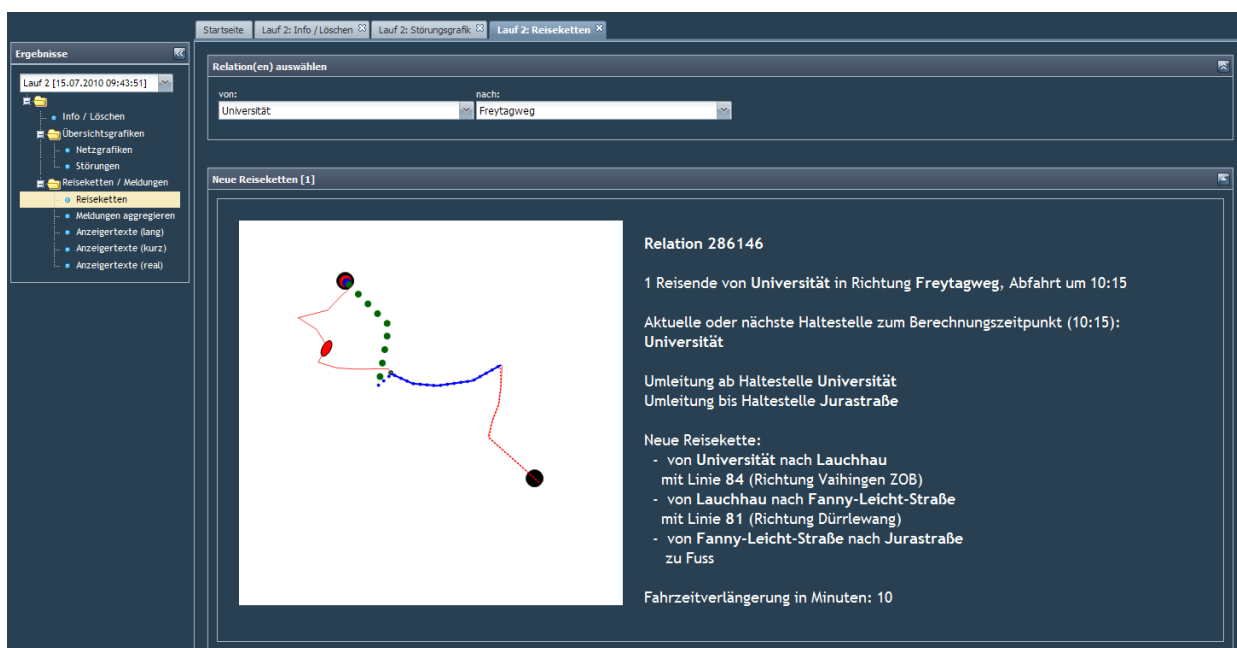 Startseite
Lauf 2: Info / Löschen
Lauf 2: Störungsgrafik
Lauf 2: Reiseketten
Ergebnisse
Lauf 2 [15.07.2010 09:43:51]
Info / Löschen
Übersichtsgrafiken
Netzgrafiken
Störungen
Reiseketten / Meldungen
Reiseketten
Meldungen aggregieren
Anzeigertexte (lang)
Anzeigertexte (kurz)
Anzeigertexte (real)
Relation(en) auswählen
von: nach:
Universität Freytagweg
Neue Reiseketten [1]
Relation 286146
1 Reisende von Universität in Richtung Freytagweg, Abfahrt um 10:15
Aktuelle oder nächste Haltestelle zum Berechnungszeitpunkt (10:15):
Universität
Umleitung ab Haltestelle Universität
Umleitung bis Haltestelle Jurastraße
Neue Reisekette:
- von Universität nach Lauchhau
mit Linie 84 (Richtung Vaihingen ZOB)
- von Lauchhau nach Fanny-Leicht-Straße
mit Linie 81 (Richtung Dürrlewang)
- von Fanny-Leicht-Straße nach Jurastraße
zu Fuss
Fahrzeitverlängerung in Minuten: 10